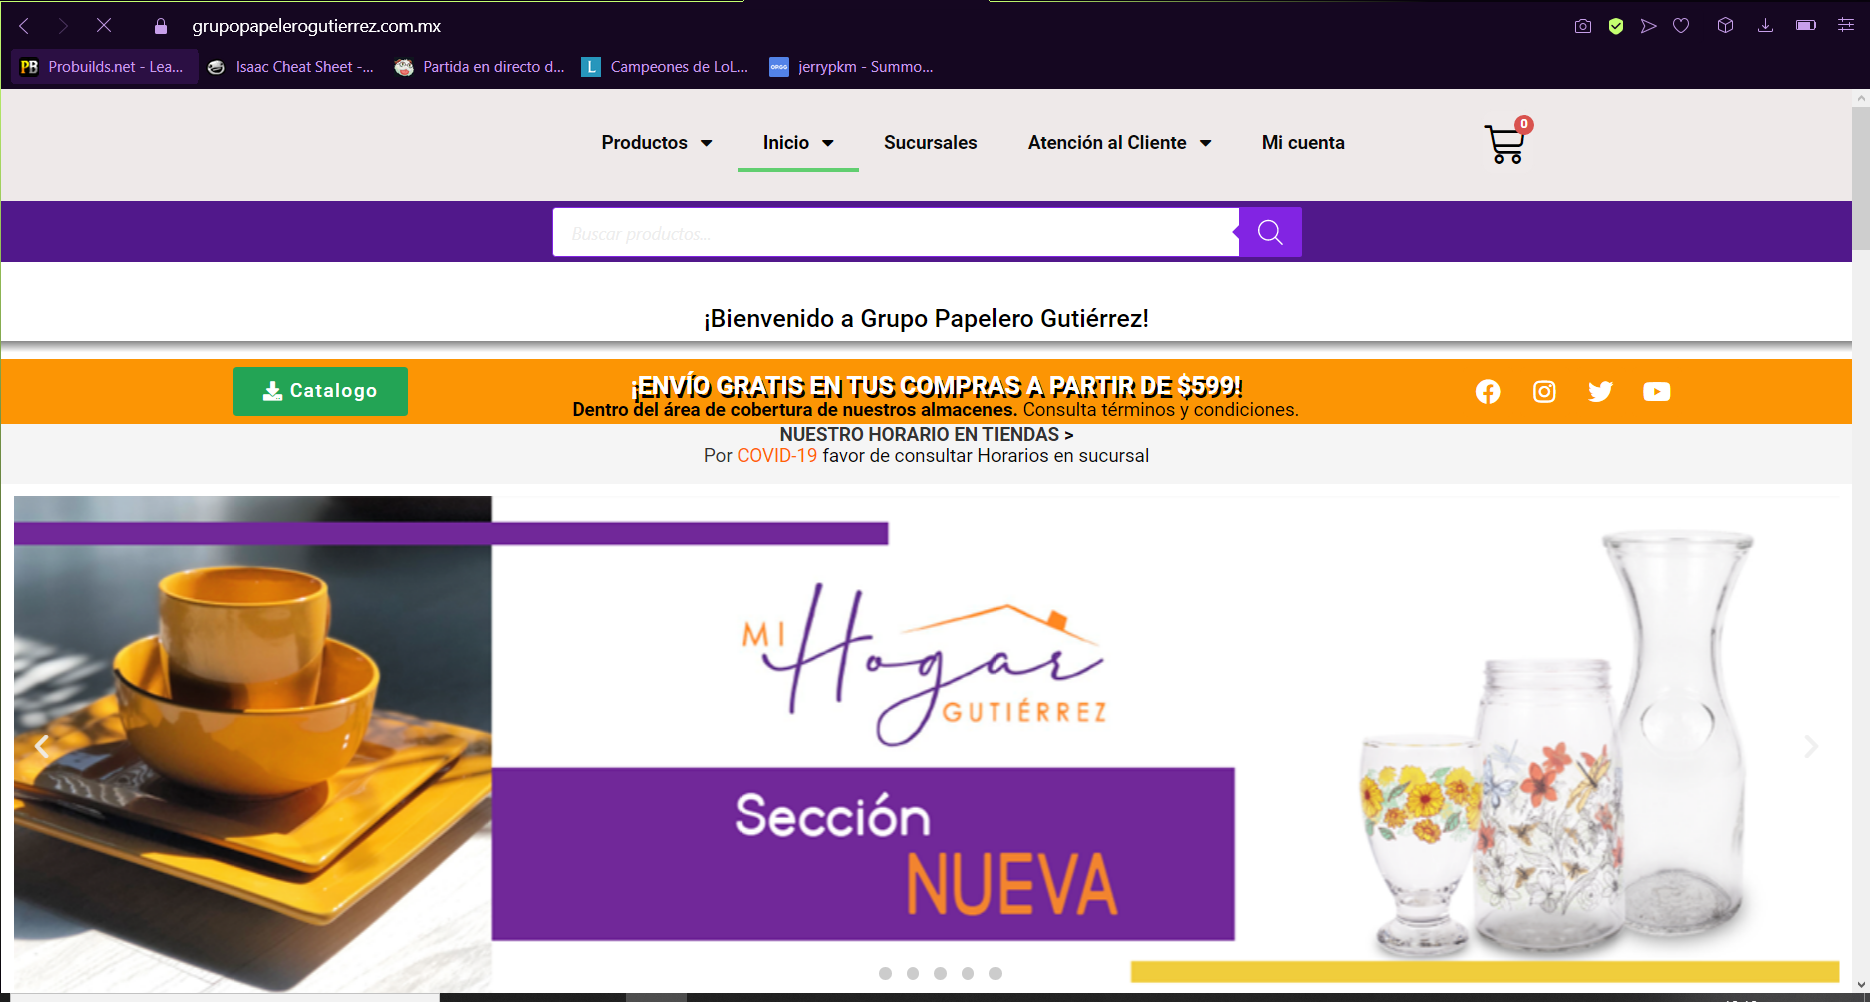 grupopapelerogutierrez.com.mx
PB Probuilds.net - Lea... Isaac Cheat Sheet -... Partida en directo d... L Campeones de LoL... OP.GG jerrypkm - Summo...
Productos Inicio Sucursales Atención al Cliente Mi cuenta 0
Buscar productos...
¡Bienvenido a Grupo Papelero Gutiérrez!
Catalogo
¡ENVÍO GRATIS EN TUS COMPRAS A PARTIR DE $599!
Dentro del área de cobertura de nuestros almacenes. Consulta términos y condiciones.
NUESTRO HORARIO EN TIENDAS >
Por COVID-19 favor de consultar Horarios en sucursal
MI Hogar
GUTIÉRREZ
Sección
NUEVA